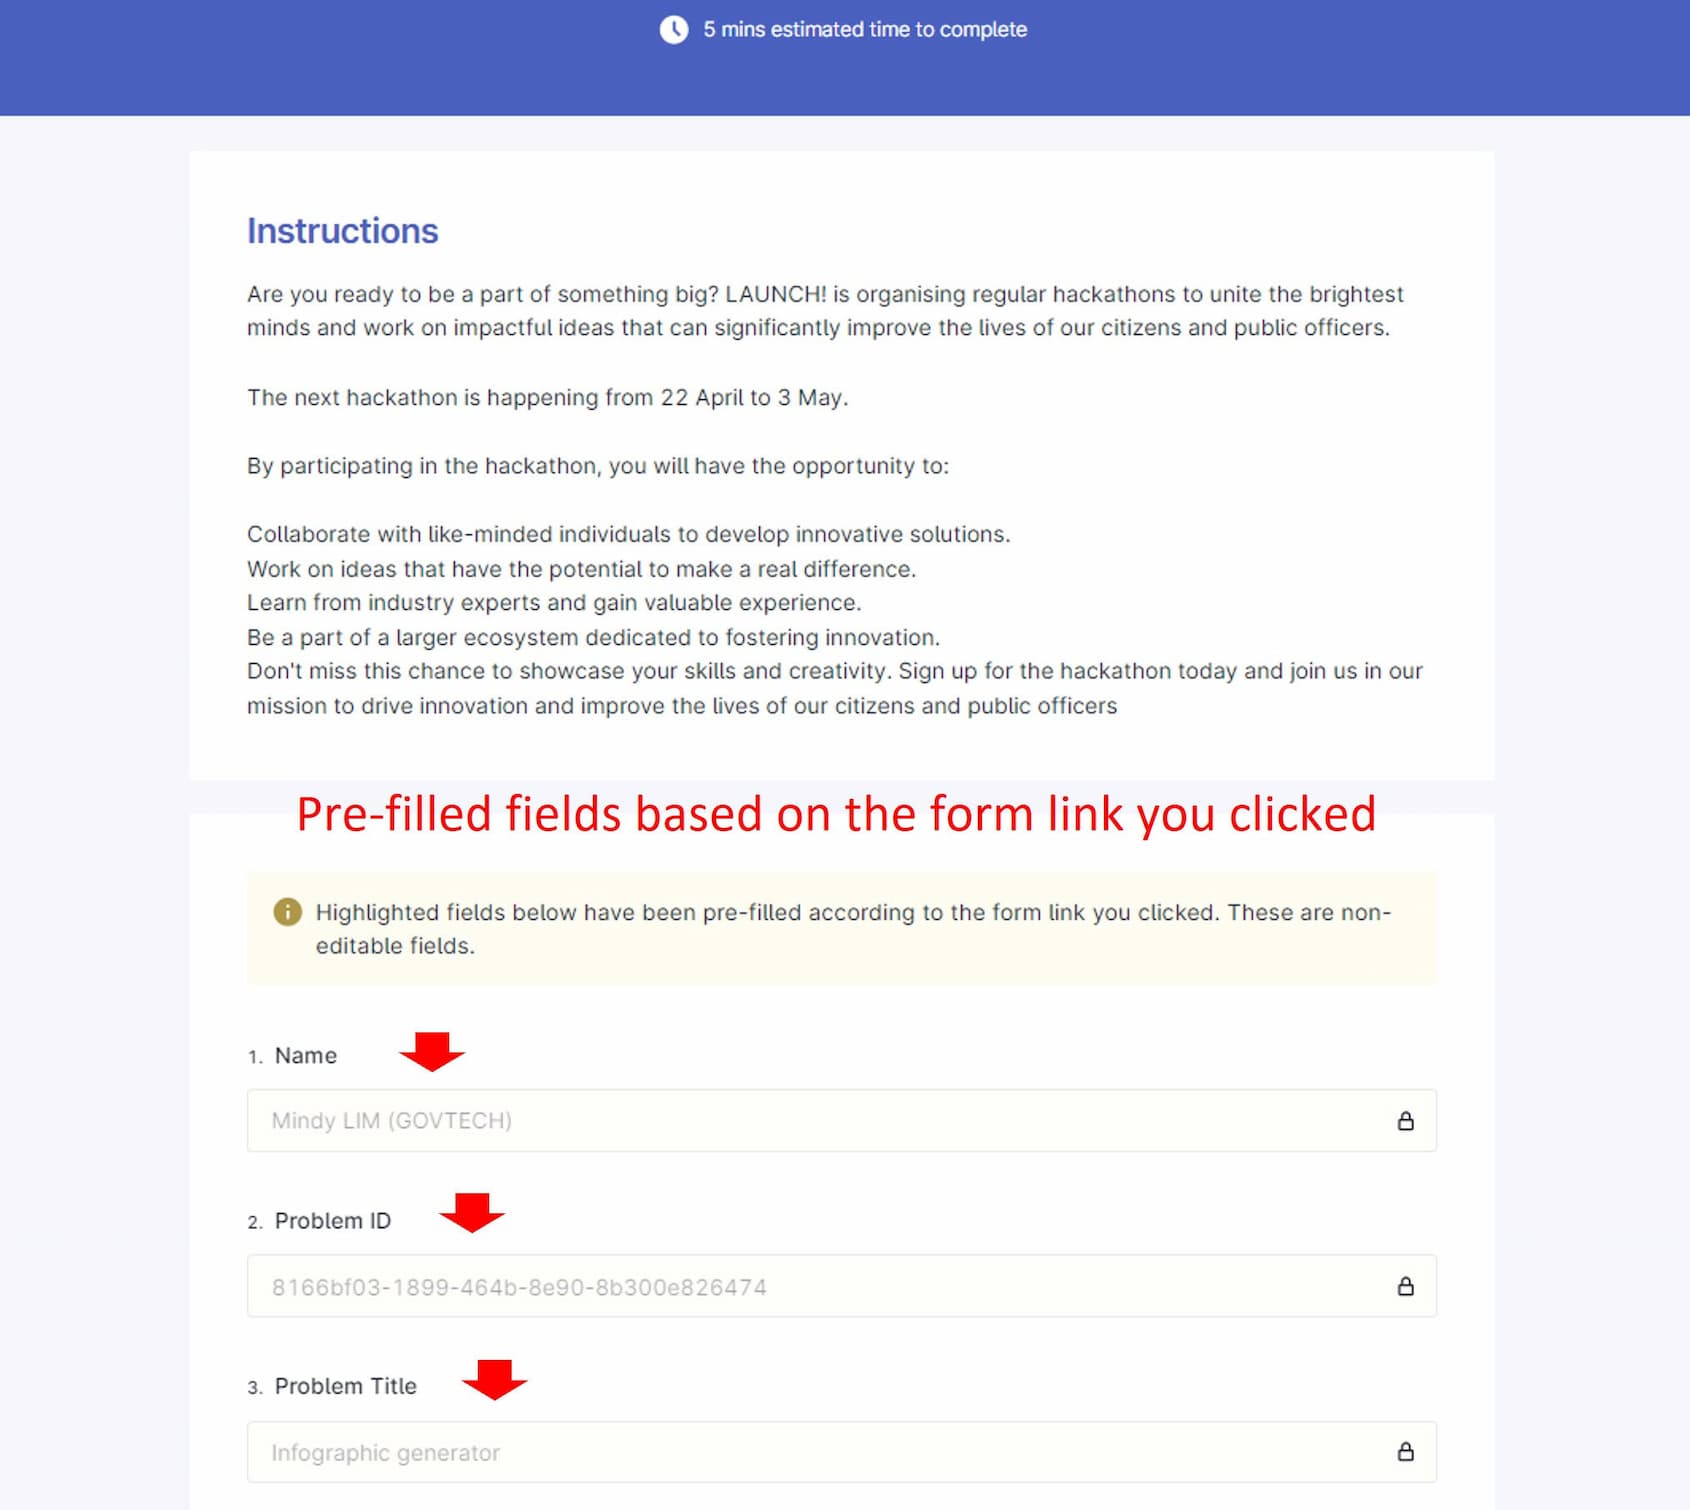 5 mins estimated time to complete
Instructions
Are you ready to be a part of something big? LAUNCH! is organising regular hackathons to unite the brightest
minds and work on impactful ideas that can significantly improve the lives of our citizens and public officers.
The next hackathon is happening from 22 April to 3 May.
By participating in the hackathon, you will have the opportunity to:
Collaborate with like-minded individuals to develop innovative solutions.
Work on ideas that have the potential to make a real difference.
Learn from industry experts and gain valuable experience.
Be a part of a larger ecosystem dedicated to fostering innovation.
Don't miss this chance to showcase your skills and creativity. Sign up for the hackathon today and join us in our
mission to drive innovation and improve the lives of our citizens and public officers
Pre-filled fields based on the form link you clicked
Highlighted fields below have been pre-filled according to the form link you clicked. These are non-
editable fields.
1. Name
Mindy LIM (GOVTECH)
2. Problem ID
8166bf03-1899-464b-8e90-8b300e826474
3. Problem Title
Infographic generator